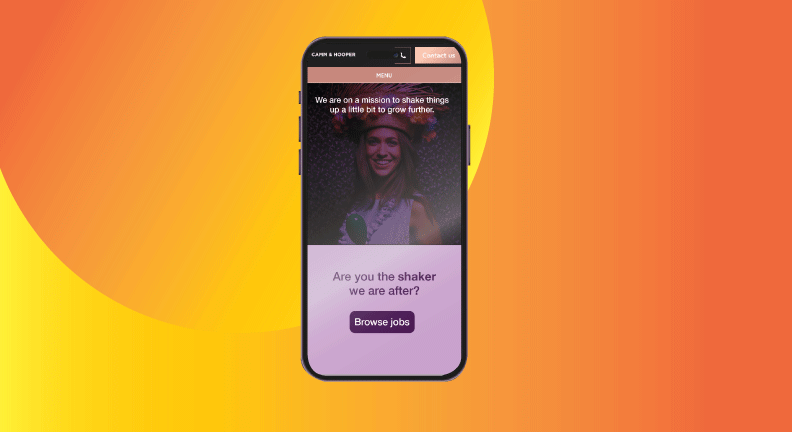 CAMM & HOOPER
Contact us
MENU
We are on a mission to shake things
up a little bit to grow further.
Are you the shaker
we are after?
Browse jobs